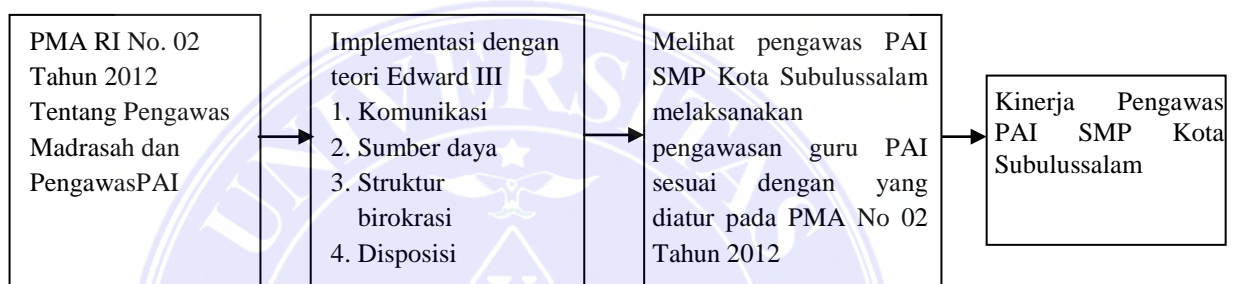 PMA RI No. 02
Tahun 2012
Tentang Pengawas
Madrasah dan
PengawasPAI
Implementasi dengan
teori Edward III
1. Komunikasi
2. Sumber daya
3. Struktur
birokrasi
4. Disposisi
Melihat pengawas PAI
SMP Kota Subulussalam
melaksanakan
pengawasan guru PAI
sesuai dengan yang
diatur pada PMA No 02
Tahun 2012
Kinerja Pengawas
PAI SMP Kota
Subulussalam
UNIVERSITAS